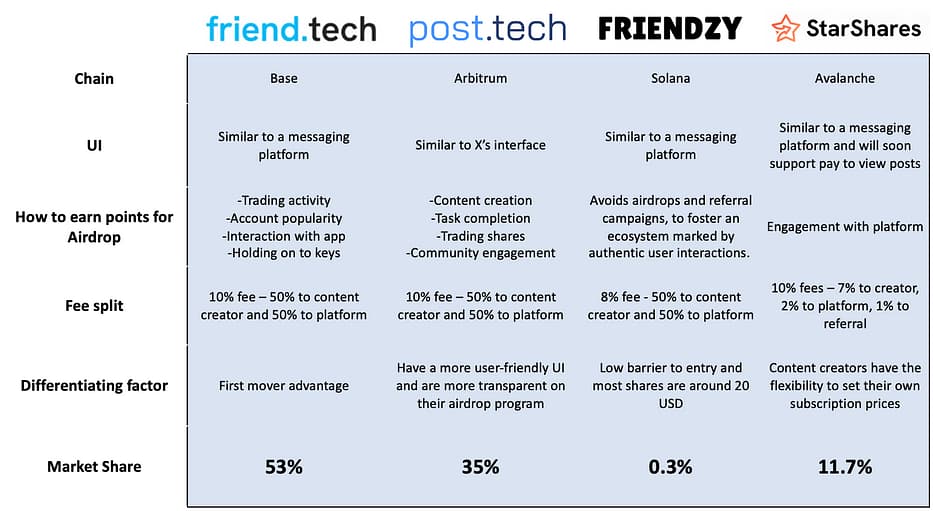 friend.tech
post.tech
FRIENDZY
StarShares
Chain
Base
Arbitrum
Solana
Avalanche
UI
Similar to a messaging
platform
Similar to X's interface
Similar to a messaging
platform
Similar to a messaging
platform and will soon
support pay to view posts
How to earn points for
Airdrop
-Trading activity
-Account popularity
-Interaction with app
-Holding on to keys
-Content creation
-Task completion
-Trading shares
-Community engagement
Avoids airdrops and referral
campaigns, to foster an
ecosystem marked by
authentic user interactions.
Engagement with platform
Fee split
10% fee – 50% to content
creator and 50% to platform
10% fee – 50% to content
creator and 50% to platform
8% fee - 50% to content
creator and 50% to platform
10% fees – 7% to creator,
2% to platform, 1% to
referral
Differentiating factor
First mover advantage
Have a more user-friendly UI
and are more transparent on
their airdrop program
Low barrier to entry and
most shares are around 20
USD
Content creators have the
flexibility to set their own
subscription prices
Market Share
53%
35%
0.3%
11.7%